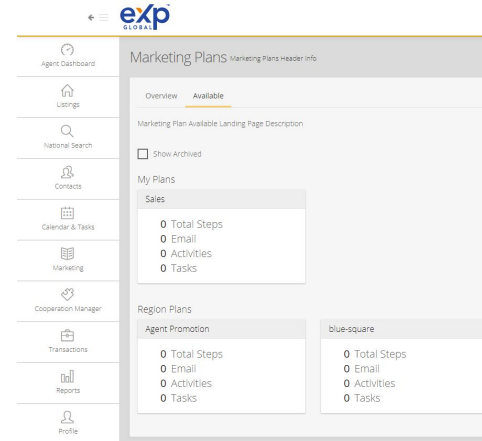 eXp
GLOBAL
Agent Dashboard
Listings
National Search
Contacts
Calendar & Tasks
Marketing
Cooperation Manager
Transactions
Reports
Profile
Marketing Plans Marketing Plans Header Info
Overview Available
Marketing Plan Available Landing Page Description
Show Archived
My Plans
Sales
0 Total Steps
0 Email
0 Activities
0 Tasks
Region Plans
Agent Promotion
0 Total Steps
0 Email
0 Activities
0 Tasks
blue-square
0 Total Steps
0 Email
0 Activities
0 Tasks